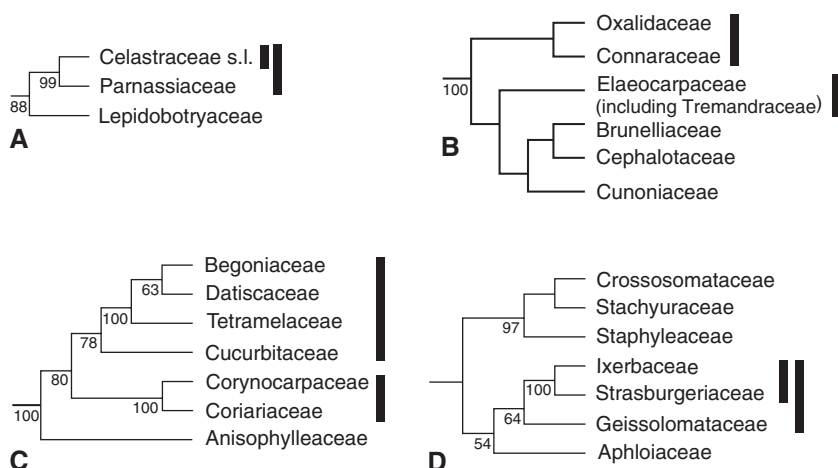 Celastraceae s.l.
99
Parnassiaceae
88
Lepidobotryaceae
A
Oxalidaceae
Connaraceae
100
Elaeocarpaceae
(including Tremandraceae)
Brunelliaceae
B
Cephalotaceae
Cunoniaceae
Begoniaceae
63
Datiscaceae
100
Tetramelaceae
78
Cucurbitaceae
80
Corynocarpaceae
100
Coriariaceae
100
Anisophylleaceae
C
Crossosomataceae
Stachyuraceae
97
Staphyleaceae
Ixerbaceae
100
Strasburgeriaceae
64
Geissolomataceae
54
Aphloiaceae
D